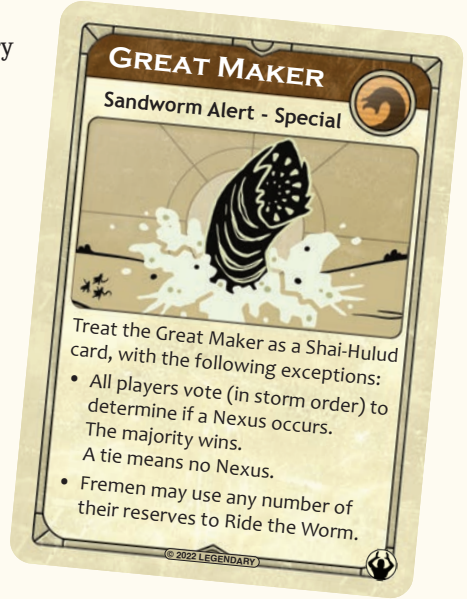 ry
GREAT MAKER
Sandworm Alert - Special
Treat the Great Maker as a Shai-Hulud
card, with the following exceptions:
• All players vote (in storm order) to
determine if a Nexus occurs.
The majority wins.
A tie means no Nexus.
• Fremen may use any number of
their reserves to Ride the Worm.
© 2022 LEGENDARY